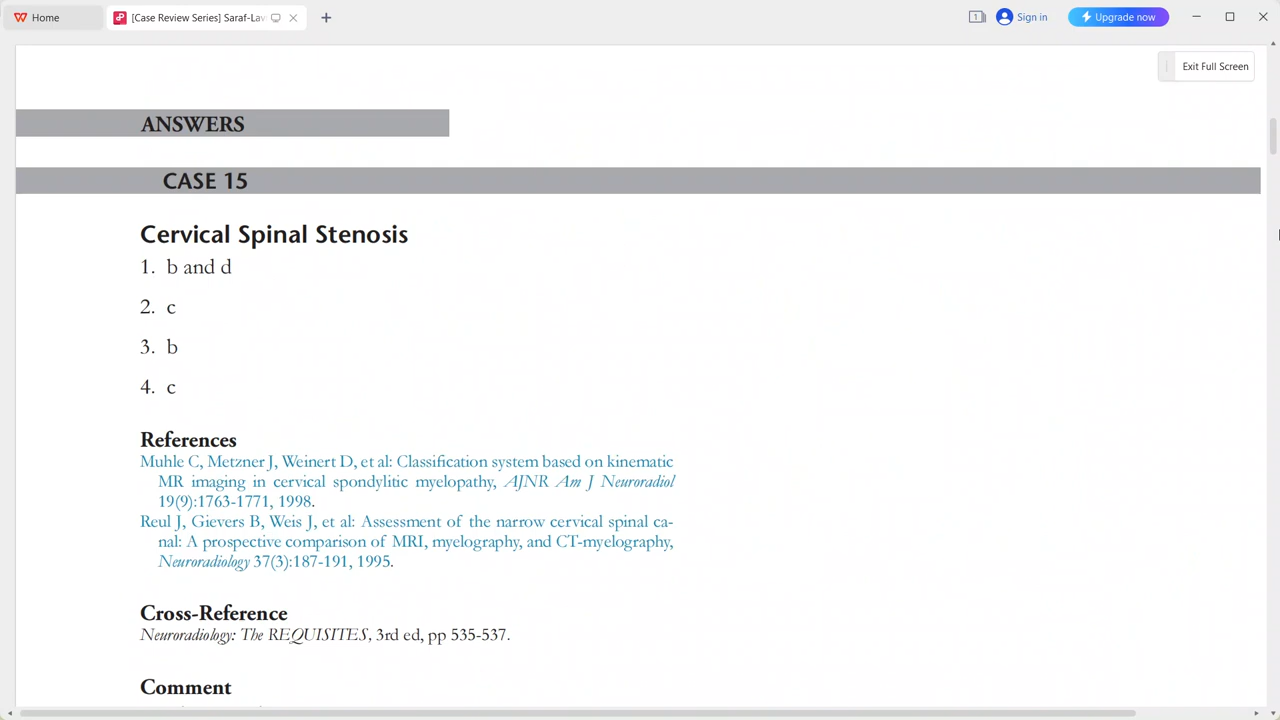 Home
[Case Review Series] Saraf-Lav
1
Sign in
Upgrade now
Exit Full Screen
ANSWERS
CASE 15
Cervical Spinal Stenosis
1. b and d
2. c
3. b
4. c
References
Muhle C, Metzner J, Weinert D, et al: Classification system based on kinematic
MR imaging in cervical spondylitic myelopathy, AJNR Am J Neuroradiol
19(9):1763-1771, 1998.
Reul J, Gievers B, Weis J, et al: Assessment of the narrow cervical spinal ca-
nal: A prospective comparison of MRI, myelography, and CT-myelography,
Neuroradiology 37(3):187-191, 1995.
Cross-Reference
Neuroradiology: The REQUISITES, 3rd ed, pp 535-537.
Comment